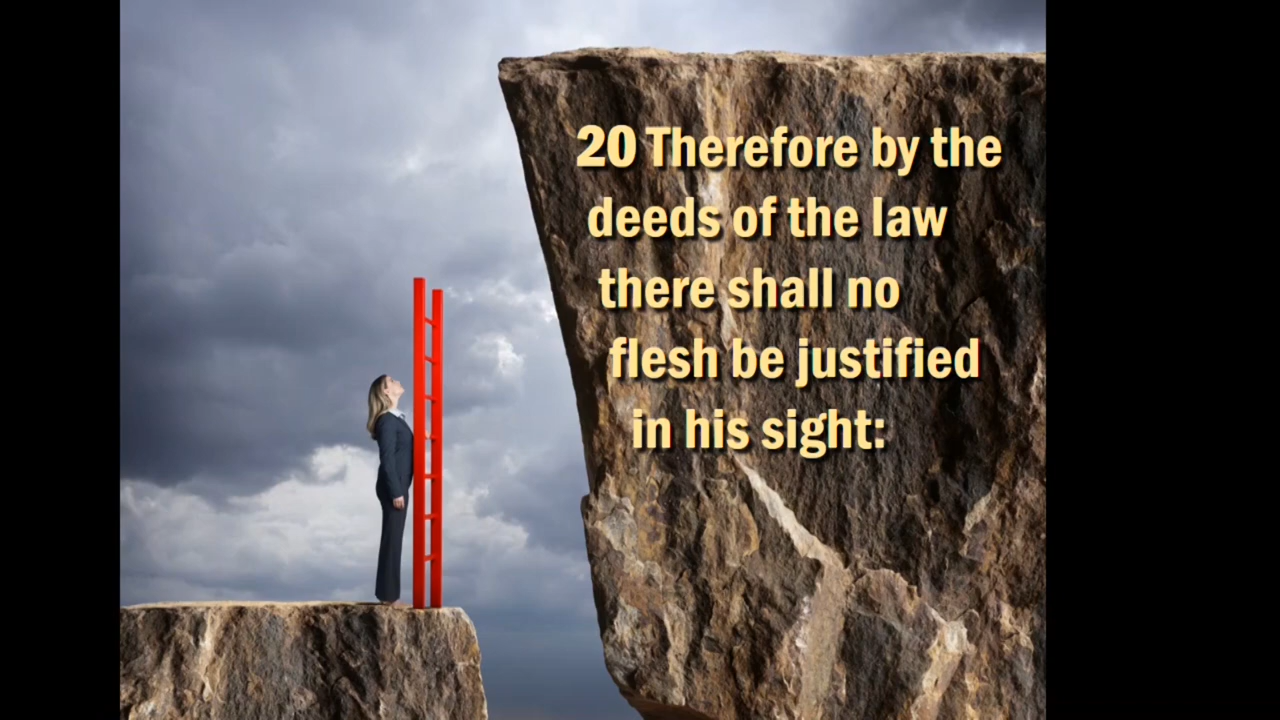 20 Therefore by the
deeds of the law
there shall no
flesh be justified
in his sight: